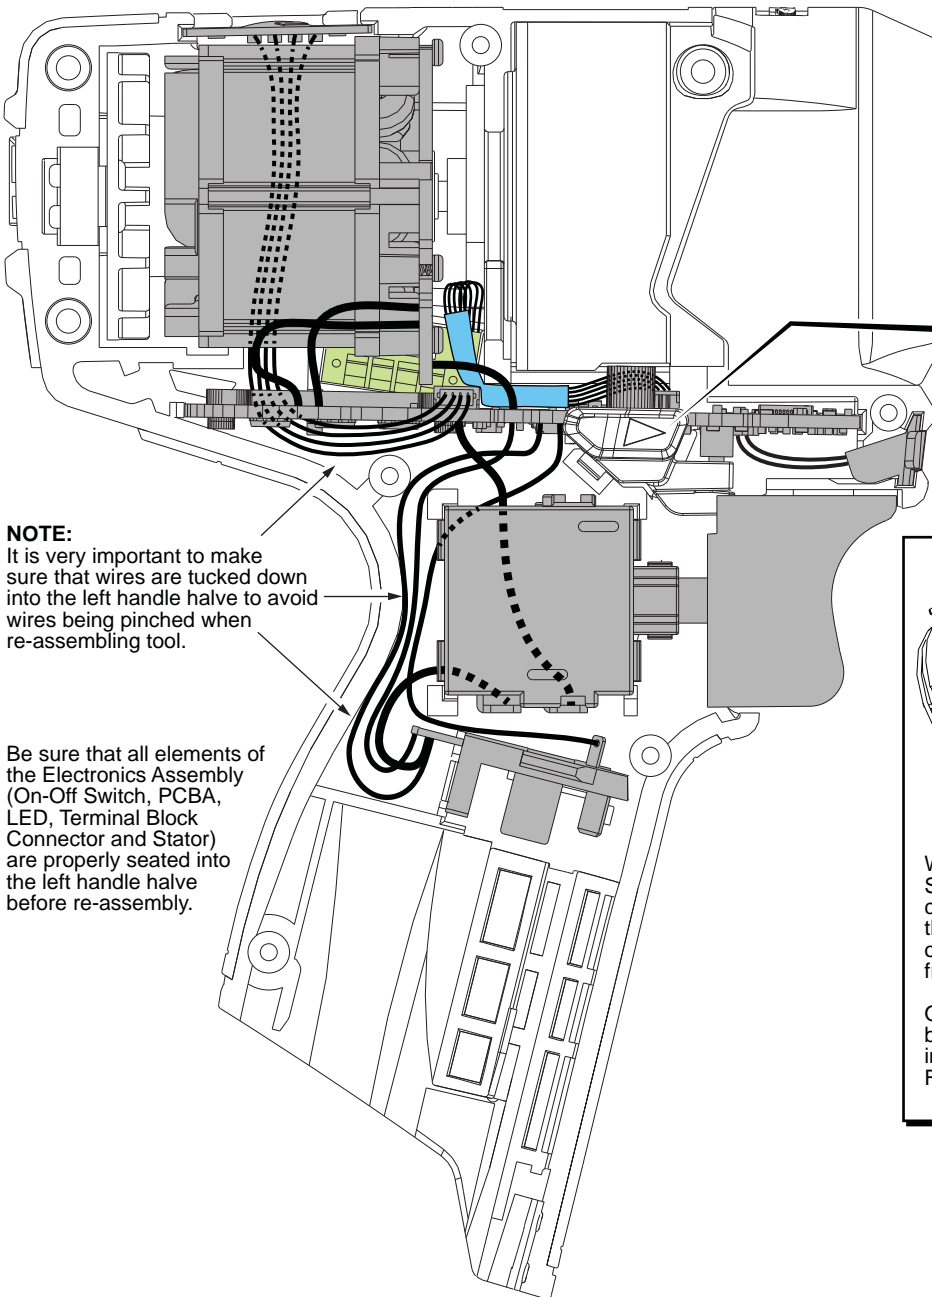 NOTE:
It is very important to make
sure that wires are tucked down
into the left handle halve to avoid
wires being pinched when
re-assembling tool.
Be sure that all elements of
the Electronics Assembly
(On-Off Switch, PCBA,
LED, Terminal Block
Connector and Stator)
are properly seated into
the left handle halve
before re-assembly.